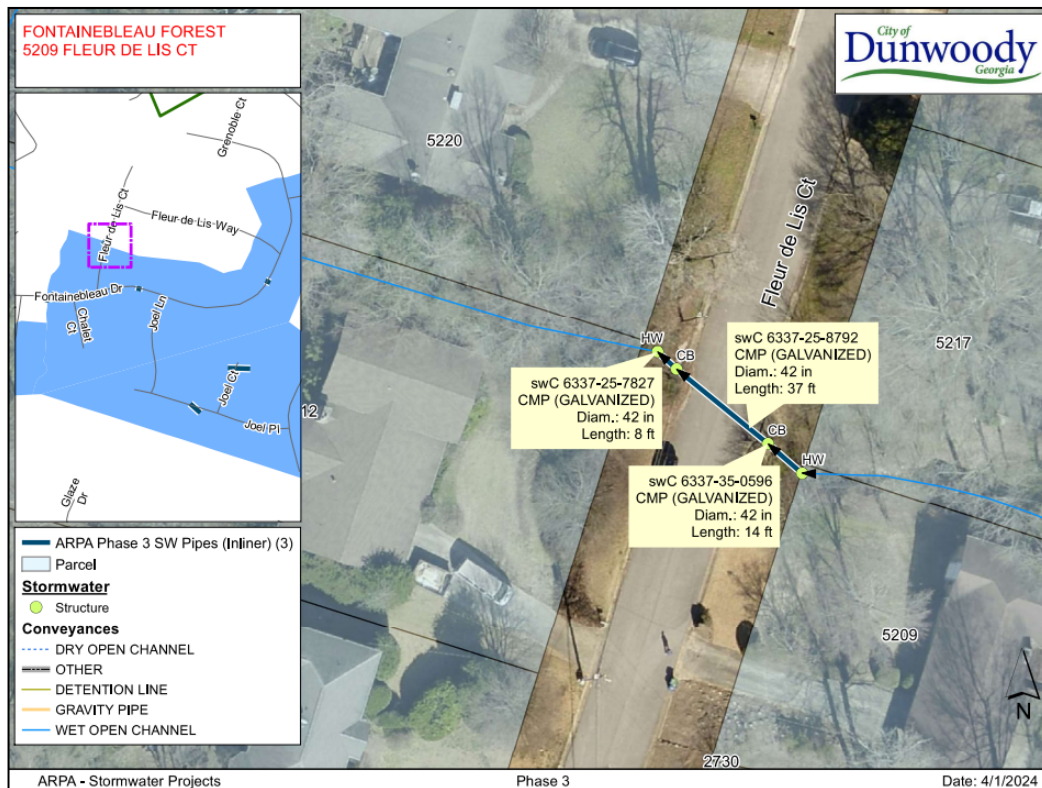 FONTAINEBLEAU FOREST
5209 FLEUR DE LIS CT
City of
Dunwoody
Georgia
Grenoble Ct
Fleur de Lis Ct
Fleur de Lis Way
Fontainebleau Dr
Chalet
Ct
Joel Ln
Joel Ct
Joel Pl
Glaze
Dr
12
5220
Fleur de Lis Ct
5217
5209
2730
HW
CB
CB
HW
swC 6337-25-8792
CMP (GALVANIZED)
Diam.: 42 in
Length: 37 ft
swC 6337-25-7827
CMP (GALVANIZED)
Diam.: 42 in
Length: 8 ft
swC 6337-35-0596
CMP (GALVANIZED)
Diam.: 42 in
Length: 14 ft
ARPA Phase 3 SW Pipes (Inliner) (3)
Parcel
Stormwater
Structure
Conveyances
DRY OPEN CHANNEL
OTHER
DETENTION LINE
GRAVITY PIPE
WET OPEN CHANNEL
N
ARPA - Stormwater Projects
Phase 3
Date: 4/1/2024